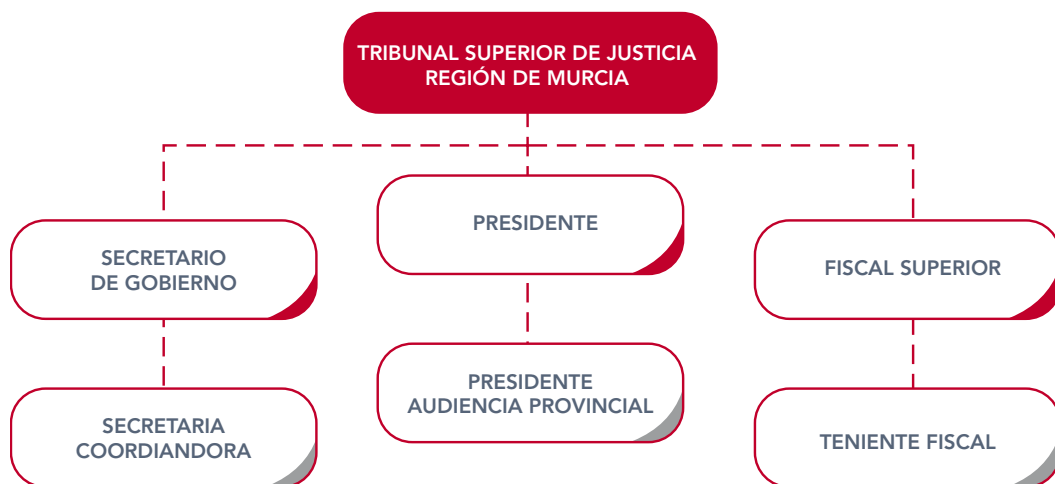 TRIBUNAL SUPERIOR DE JUSTICIA
REGIÓN DE MURCIA
PRESIDENTE
SECRETARIO
DE GOBIERNO
FISCAL SUPERIOR
PRESIDENTE
AUDIENCIA PROVINCIAL
SECRETARIA
COORDIANDORA
TENIENTE FISCAL